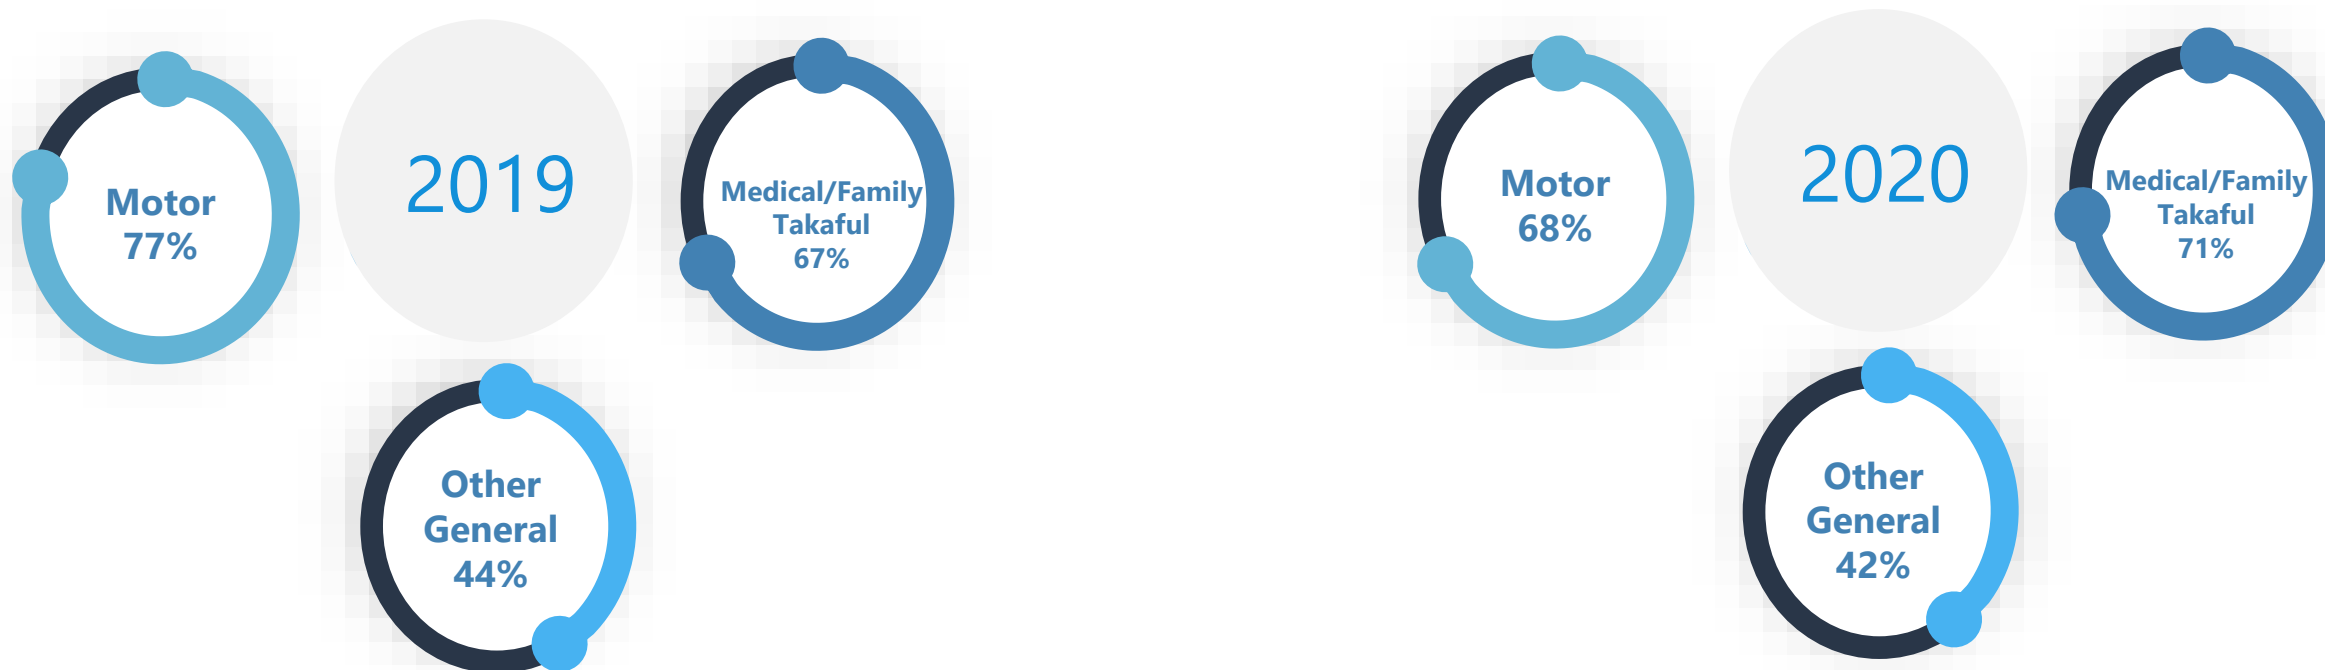 Motor
77%
2019
Medical/Family
Takaful
67%
Other
General
44%
Motor
68%
2020
Medical/Family
Takaful
71%
Other
General
42%